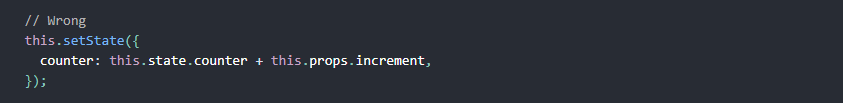 // Wrong
this.setState({
  counter: this.state.counter + this.props.increment,
});